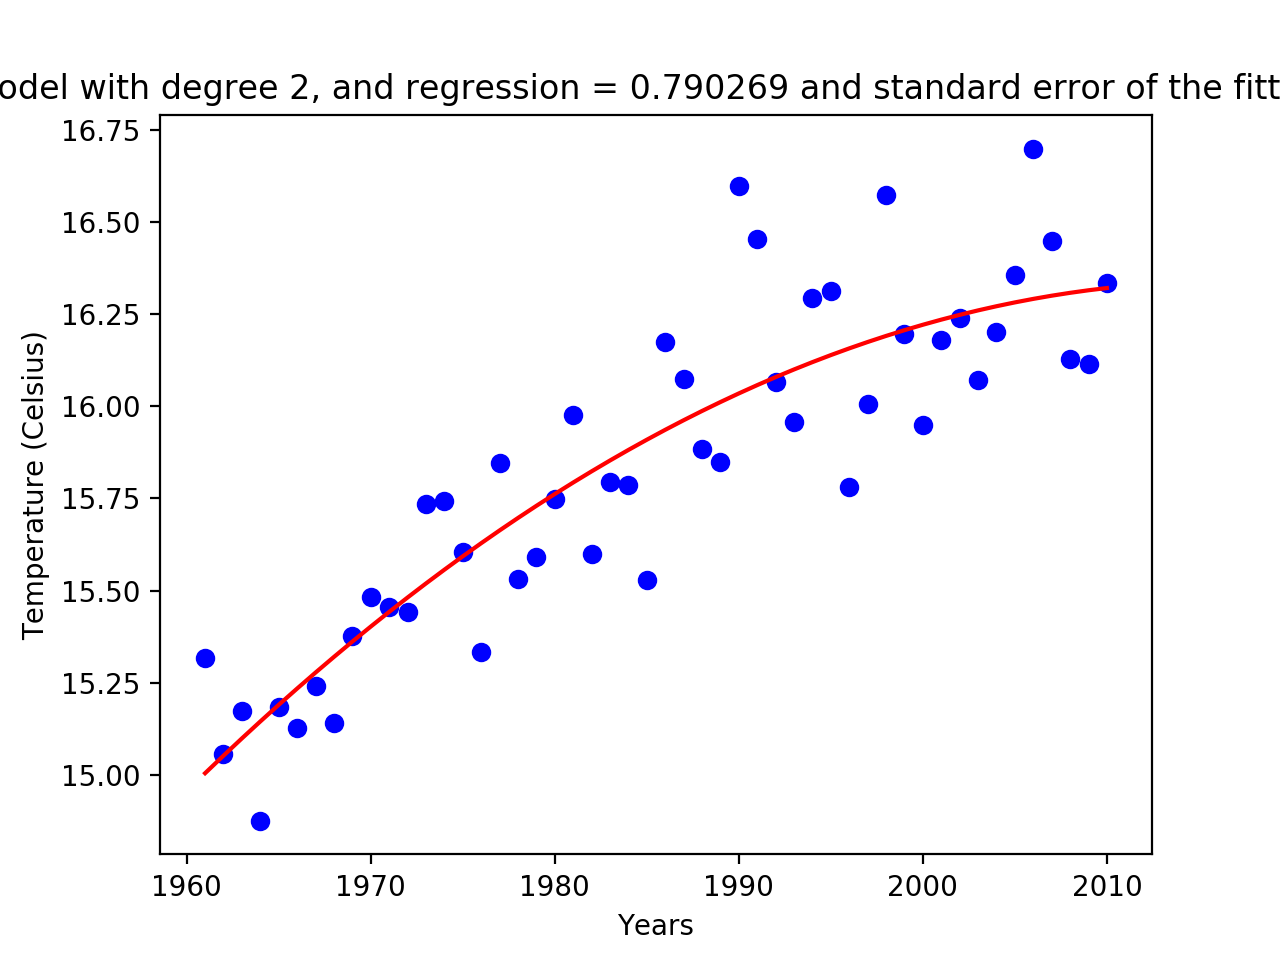 odel with degree 2, and regression = 0.790269 and standard error of the fitt
16.75
16.50
16.25
16.00
15.75
15.50
15.25
15.00
Temperature (Celsius)
1960 1970 1980 1990 2000 2010
Years